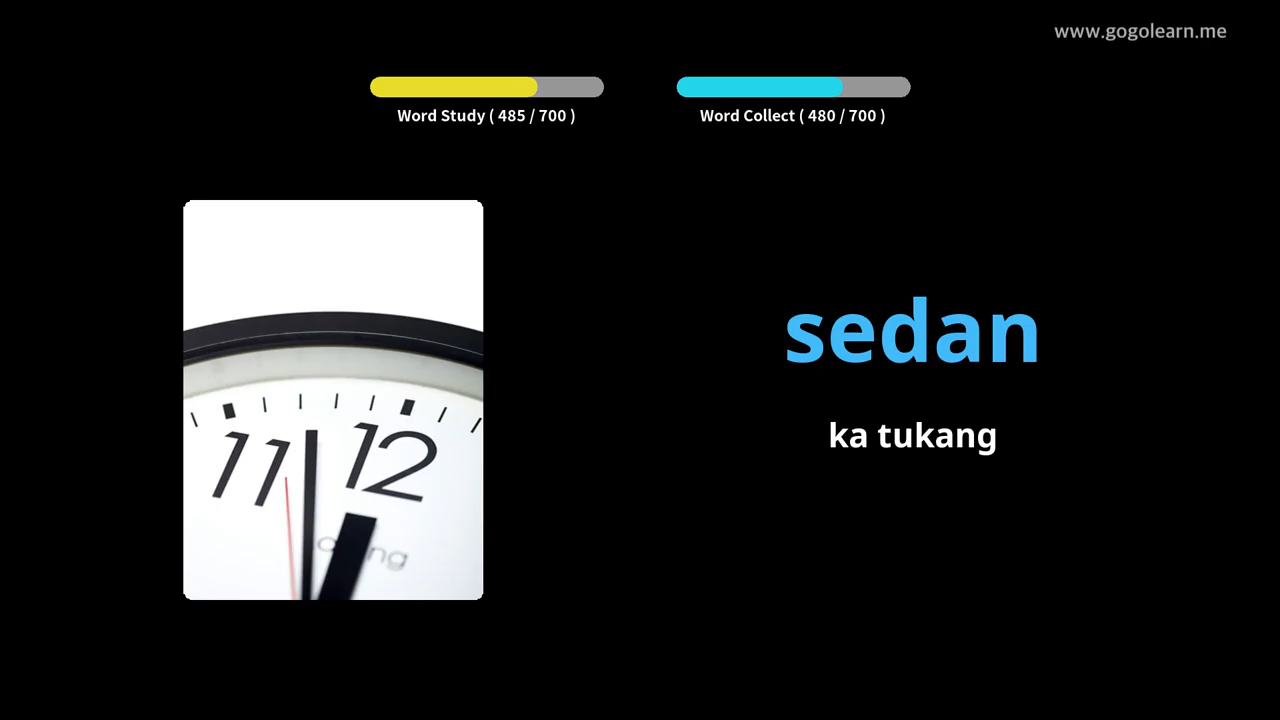 www.gogolearn.me
Word Study ( 485 / 700 )
Word Collect ( 480 / 700 )
sedan
ka tukang
11
12